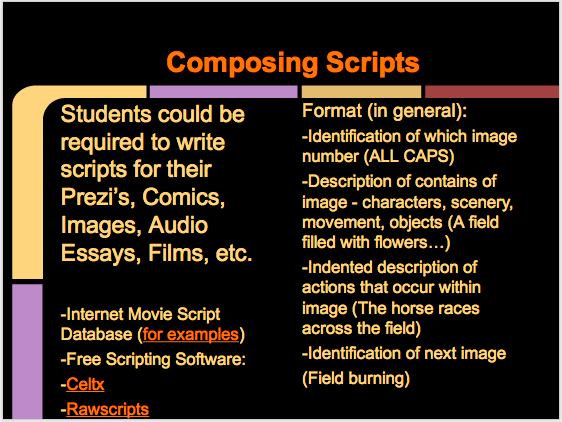 Composing Scripts
Students could be
required to write
scripts for their
Prezi's, Comics,
Images, Audio
Essays, Films, etc.
-Internet Movie Script
Database (for examples)
-Free Scripting Software:
-Celtx
-Rawscripts
Format (in general):
-Identification of which image
number (ALL CAPS)
-Description of contains of
image - characters, scenery,
movement, objects (A field
filled with flowers…)
-Indented description of
actions that occur within
image (The horse races
across the field)
-Identification of next image
(Field burning)